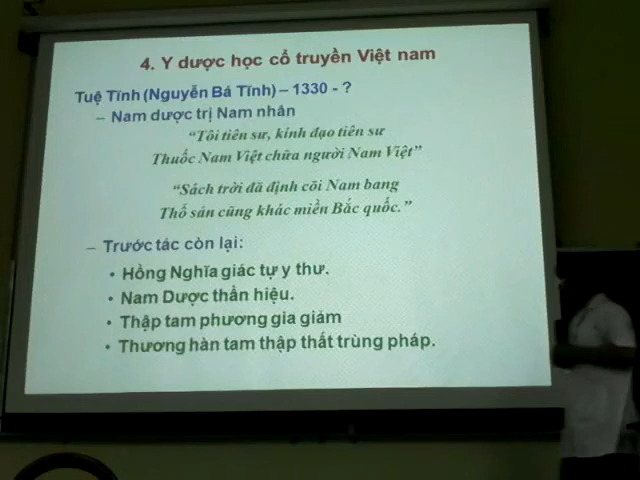 4. Y dược học cổ truyền Việt nam
Tuệ Tĩnh (Nguyễn Bá Tĩnh) – 1330 - ?
– Nam dược trị Nam nhân
“Tôi tiên sư, kính đạo tiên sư
Thuốc Nam Việt chữa người Nam Việt”
“Sách trời đã định cõi Nam bang
Thổ sản cũng khác miền Bắc quốc.”
– Trước tác còn lại:
• Hồng Nghĩa giác tự y thư.
• Nam Dược thần hiệu.
• Thập tam phương gia giảm
• Thương hàn tam thập thất trùng pháp.